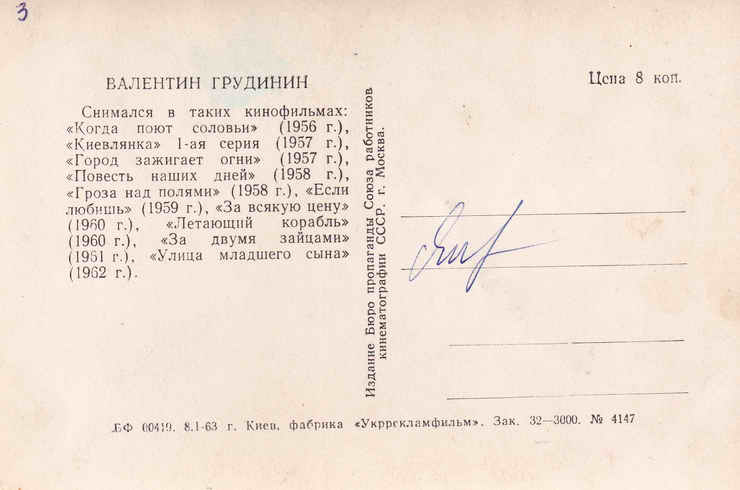 3
ВАЛЕНТИН ГРУДИНИН
Снимался в таких кинофильмах:
«Когда поют соловьи» (1956 г.),
«Киевлянка» 1-ая серия (1957 г.),
«Город зажигает огни» (1957 г.),
«Повесть наших дней» (1958 г.),
«Гроза над полями» (1958 г.), «Если
любишь» (1959 г.), «За всякую цену»
(1960 г.), «Летающий корабль»
(1960 г.), «За двумя зайцами»
(1961 г.), «Улица младшего сына»
(1962 г.).
Издание Бюро пропаганды Союза работников
кинематографии СССР. г. Москва.
Цена 8 коп.
БФ 00419. 8.1-63 г. Киев, фабрика «Укррекламфильм». Зак. 32—3000. № 4147